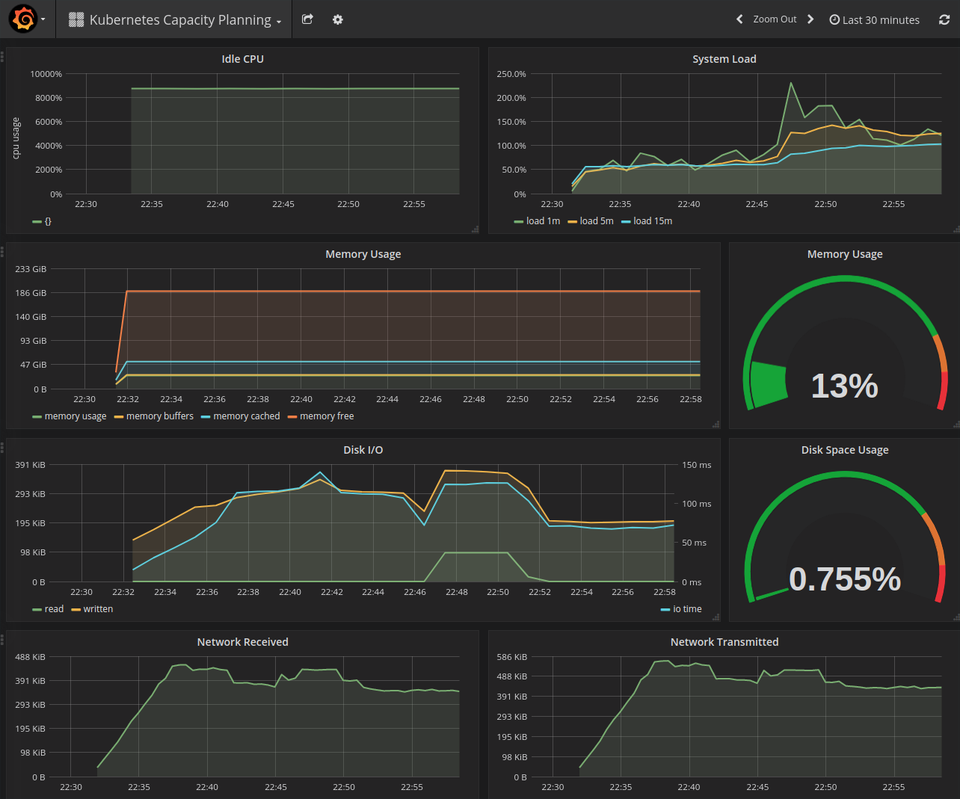 Kubernetes Capacity Planning
Zoom Out
Last 30 minutes
Idle CPU
cpu usage
10000%
8000%
6000%
4000%
2000%
0%
22:30 22:35 22:40 22:45 22:50 22:55
{}
System Load
250.0%
200.0%
150.0%
100.0%
50.0%
0%
22:30 22:35 22:40 22:45 22:50 22:55
load 1m load 5m load 15m
Memory Usage
233 GiB
186 GiB
140 GiB
93 GiB
47 GiB
0 B
22:30 22:32 22:34 22:36 22:38 22:40 22:42 22:44 22:46 22:48 22:50 22:52 22:54 22:56 22:58
memory usage memory buffers memory cached memory free
Memory Usage
13%
Disk I/O
391 KiB
293 KiB
195 KiB
98 KiB
0 B
150 ms
100 ms
50 ms
0 ms
22:30 22:32 22:34 22:36 22:38 22:40 22:42 22:44 22:46 22:48 22:50 22:52 22:54 22:56 22:58
read written io time
Disk Space Usage
0.755%
Network Received
488 KiB
391 KiB
293 KiB
195 KiB
98 KiB
0 B
22:30 22:35 22:40 22:45 22:50 22:55
Network Transmitted
586 KiB
488 KiB
391 KiB
293 KiB
195 KiB
98 KiB
0 B
22:30 22:35 22:40 22:45 22:50 22:55